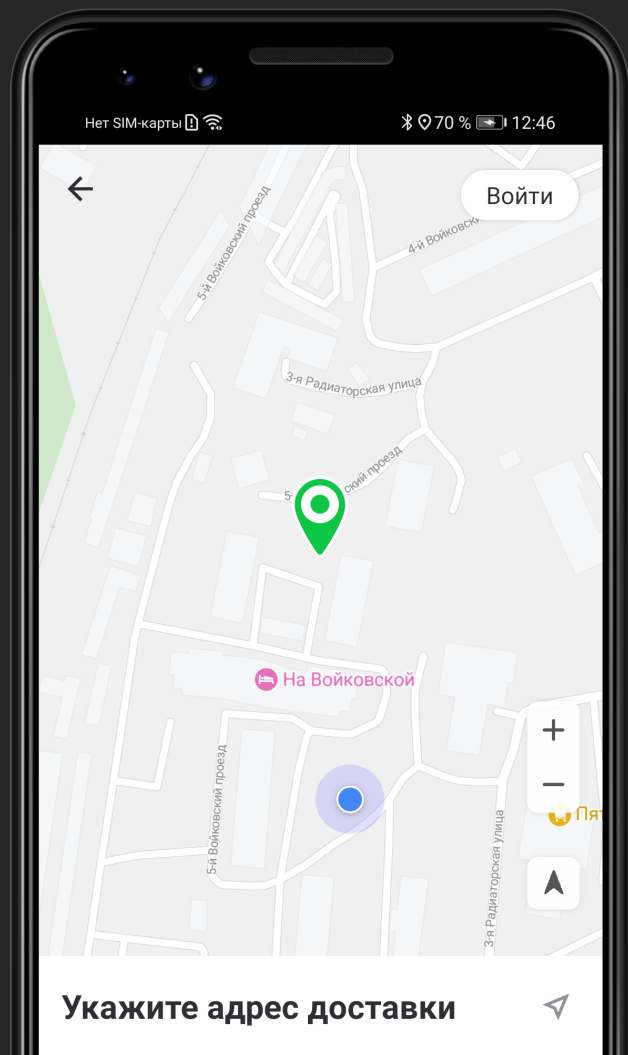 Нет SIM-карты 70 % 12:46
Войти
5-й Войковский проезд
4-й Войковск
3-я Радиаторская улица
5- ский проезд
На Войковской
5-й Войковский проезд
Пят
3-я Радиаторская улица
Укажите адрес доставки